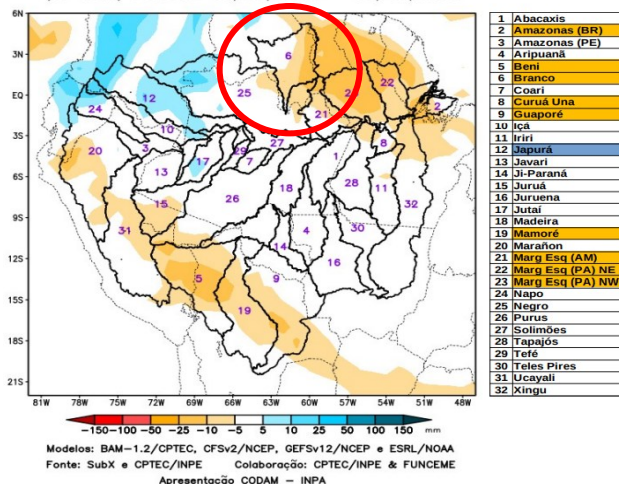 6N
3N
EQ
3S
6S
9S
12S
15S
18S
21S
6
25
22
21
2
12
24
10
3
20
13
17
29
7
27
1
8
26
18
28
11
32
15
31
4
30
14
9
16
5
19
81W 78W 75W 72W 69W 66W 63W 60W 57W 54W 51W 48W
-150 -100 -50 -25 -10 -5 5 10 25 50 100 150 mm
Modelos: BAM-1.2/CPTEC, CFSv2/NCEP, GEFSv12/NCEP e ESRL/NOAA
Fonte: SubX e CPTEC/INPE Colaboração: CPTEC/INPE & FUNCEME
Apresentação CODAM - INPA
1 Abacaxis
2 Amazonas (BR)
3 Amazonas (PE)
4 Aripuanã
5 Beni
6 Branco
7 Coari
8 Curuá Una
9 Guaporé
10 Içá
11 Iriri
12 Japurá
13 Javari
14 Ji-Paraná
15 Juruá
16 Juruena
17 Jutaí
18 Madeira
19 Mamoré
20 Marañon
21 Marg Esq (AM)
22 Marg Esq (PA) NE
23 Marg Esq (PA) NW
24 Napo
25 Negro
26 Purus
27 Solimões
28 Tapajós
29 Tefé
30 Teles Pires
31 Ucayali
32 Xingu